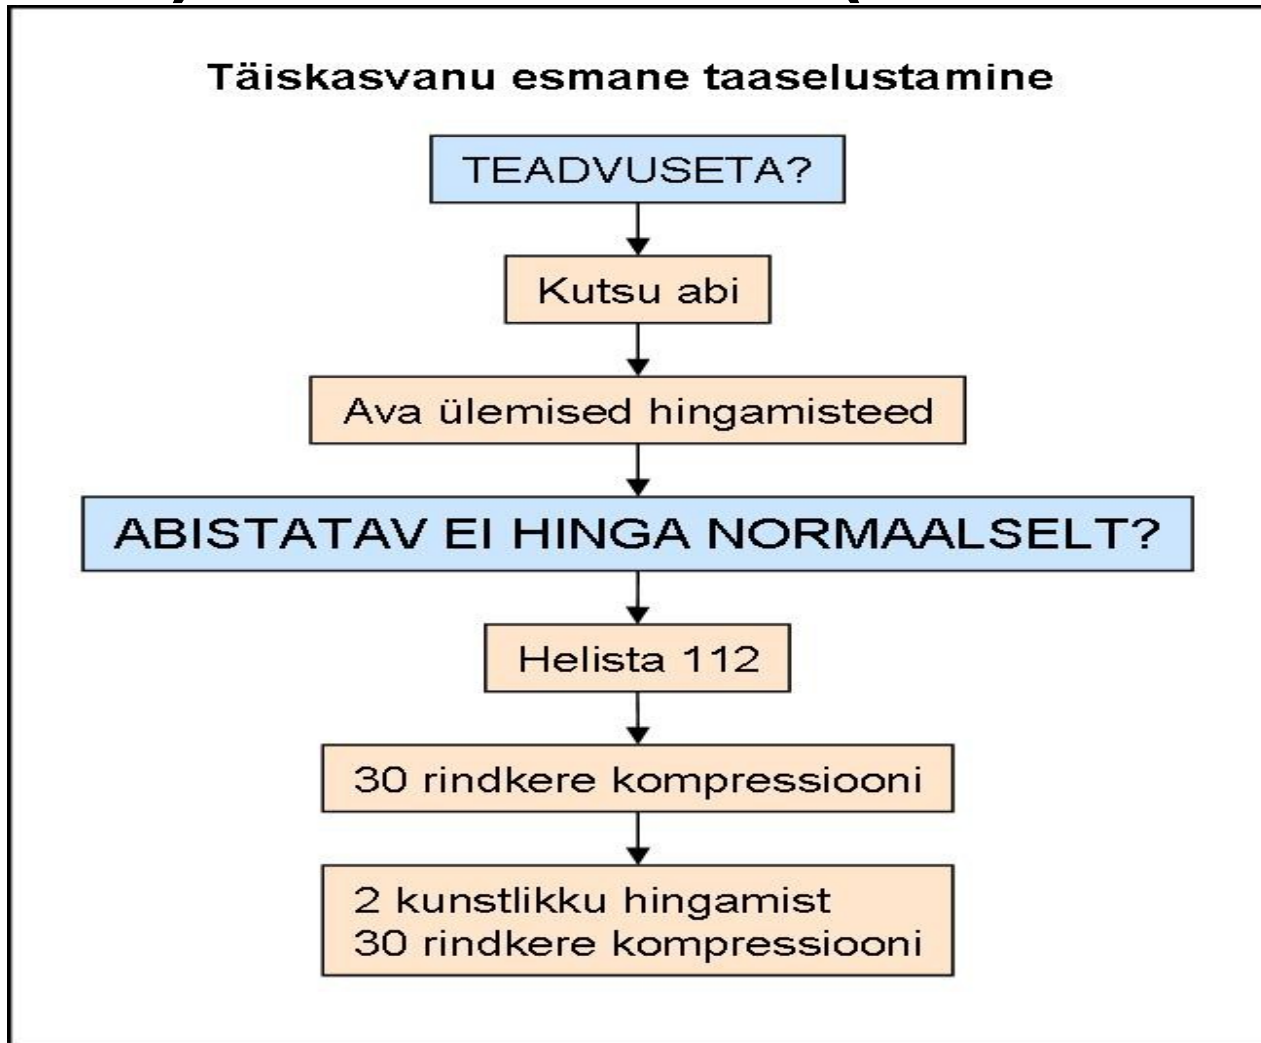 Täiskasvanu esmane taaselustamine
TEADVUSETA?
Kutsu abi
Ava ülemised hingamisteed
ABISTATAV EI HINGA NORMAALSELT?
Helista 112
30 rindkere kompressiooni
2 kunstlikku hingamist
30 rindkere kompressiooni